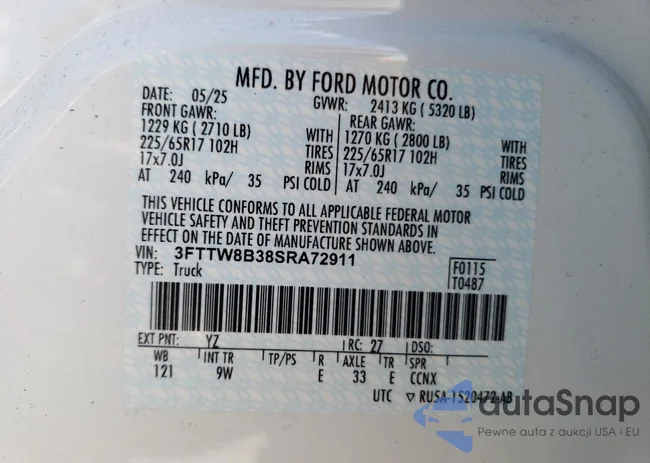 MFD. BY FORD MOTOR CO.
DATE: 05/25 GVWR: 2413 KG ( 5320 LB)
FRONT GAWR: REAR GAWR:
1229 KG ( 2710 LB) WITH 1270 KG ( 2800 LB) WITH
225/65R17 102H TIRES 225/65R17 102H TIRES
17x7.0J RIMS 17x7.0J RIMS
AT 240 kPa/ 35 PSI COLD AT 240 kPa/ 35 PSI COLD
THIS VEHICLE CONFORMS TO ALL APPLICABLE FEDERAL MOTOR
VEHICLE SAFETY AND THEFT PREVENTION STANDARDS IN
EFFECT ON THE DATE OF MANUFACTURE SHOWN ABOVE.
VIN: 3FTTW8B38SRA72911 F0115
TYPE: Truck T0487
EXT PNT: YZ RC: 27 DSO:
WB INT TR TP/PS R AXLE TR SPR
121 9W E 33 E CCNX
UTC ▽ RUSA-1520472-AB
autoSnap
Pewne auta z aukcji USA i EU